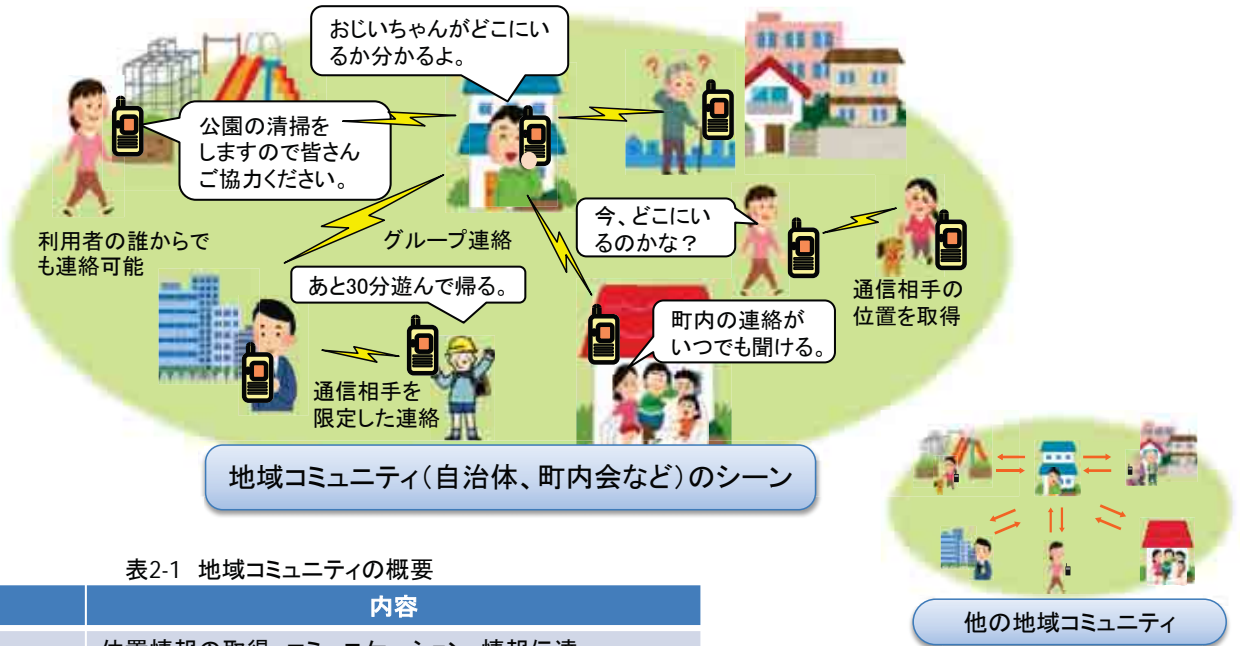 おじいちゃんがどこにい
るか分かるよ。
公園の清掃を
しますので皆さん
ご協力ください。
利用者の誰からで
も連絡可能
グループ連絡
今、どこにい
るのかな？
通信相手の
位置を取得
あと30分遊んで帰る。
町内の連絡が
いつでも聞ける。
通信相手を
限定した連絡
地域コミュニティ（自治体、町内会など）のシーン
他の地域コミュニティ
表2-1 地域コミュニティの概要
内容